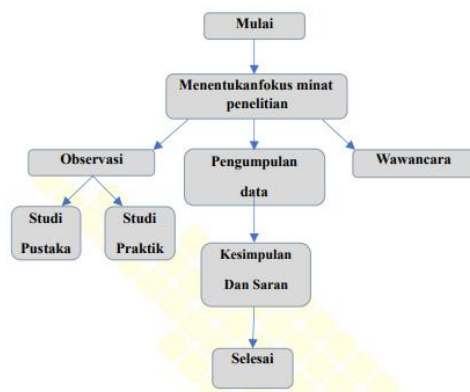 Mulai
Menentukanfokus minat
penelitian
Observasi
Pengumpulan
data
Wawancara
Studi
Pustaka
Studi
Praktik
Kesimpulan
Dan Saran
Selesai